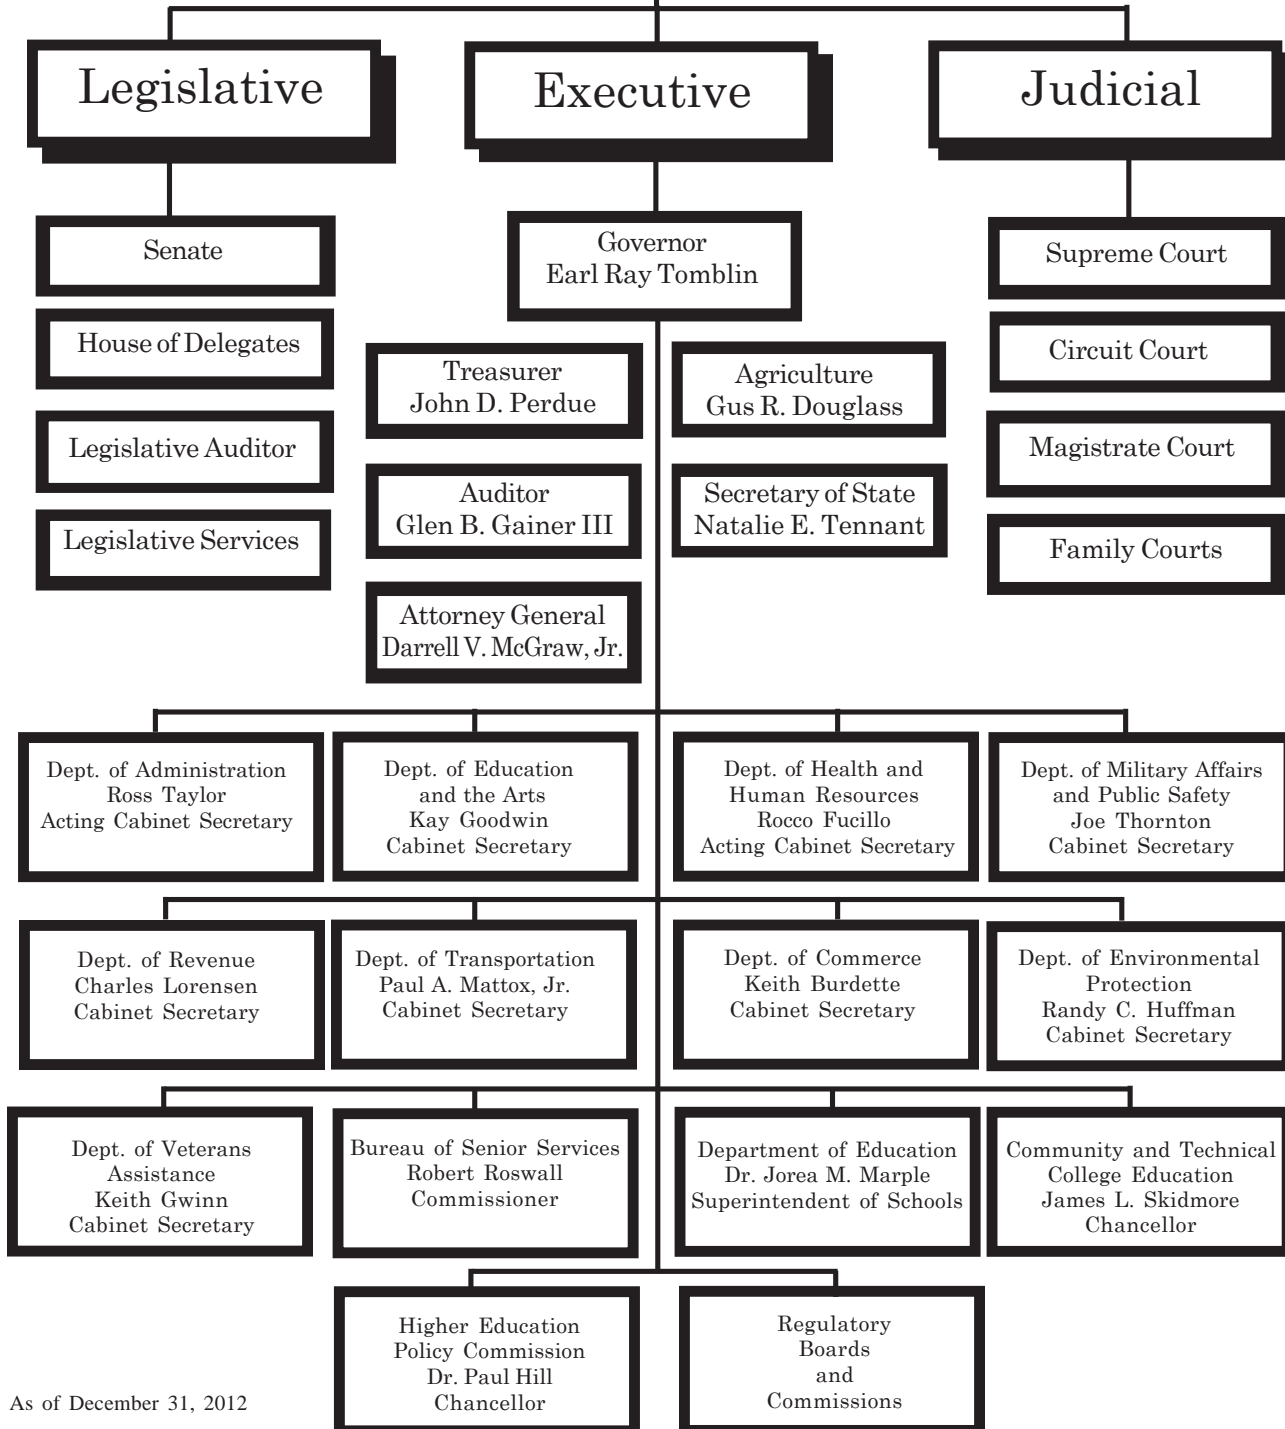 Legislative
Executive
Judicial
Senate
House of Delegates
Legislative Auditor
Legislative Services
Governor
Earl Ray Tomblin
Treasurer
John D. Perdue
Agriculture
Gus R. Douglass
Auditor
Glen B. Gainer III
Secretary of State
Natalie E. Tennant
Attorney General
Darrell V. McGraw, Jr.
Supreme Court
Circuit Court
Magistrate Court
Family Courts
Dept. of Administration
Ross Taylor
Acting Cabinet Secretary
Dept. of Education
and the Arts
Kay Goodwin
Cabinet Secretary
Dept. of Health and
Human Resources
Rocco Fucillo
Acting Cabinet Secretary
Dept. of Military Affairs
and Public Safety
Joe Thornton
Cabinet Secretary
Dept. of Revenue
Charles Lorensen
Cabinet Secretary
Dept. of Transportation
Paul A. Mattox, Jr.
Cabinet Secretary
Dept. of Commerce
Keith Burdette
Cabinet Secretary
Dept. of Environmental
Protection
Randy C. Huffman
Cabinet Secretary
Dept. of Veterans
Assistance
Keith Gwinn
Cabinet Secretary
Bureau of Senior Services
Robert Roswall
Commissioner
Department of Education
Dr. Jorea M. Marple
Superintendent of Schools
Community and Technical
College Education
James L. Skidmore
Chancellor
Higher Education
Policy Commission
Dr. Paul Hill
Chancellor
Regulatory
Boards
and
Commissions
As of December 31, 2012